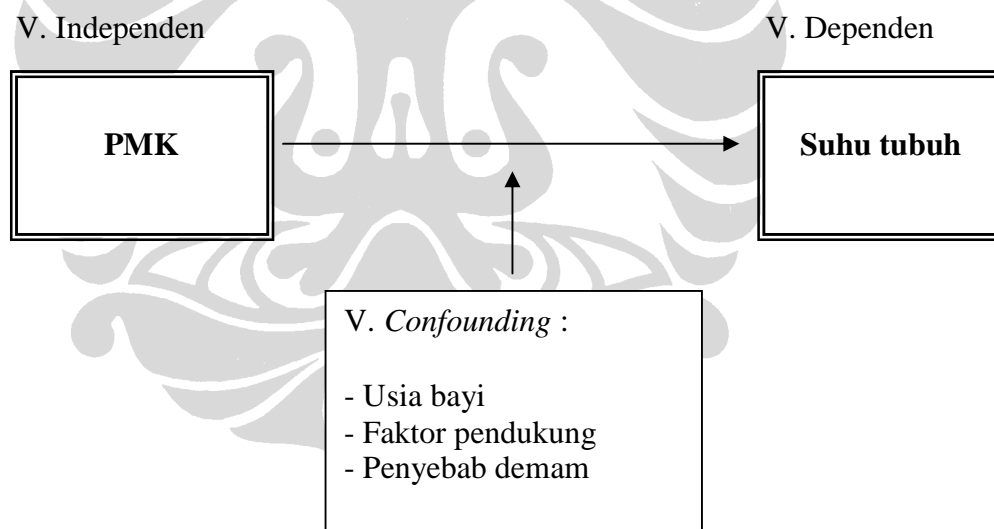 V. Independen
V. Dependen
PMK
Suhu tubuh
V. Confounding :
- Usia bayi
- Faktor pendukung
- Penyebab demam